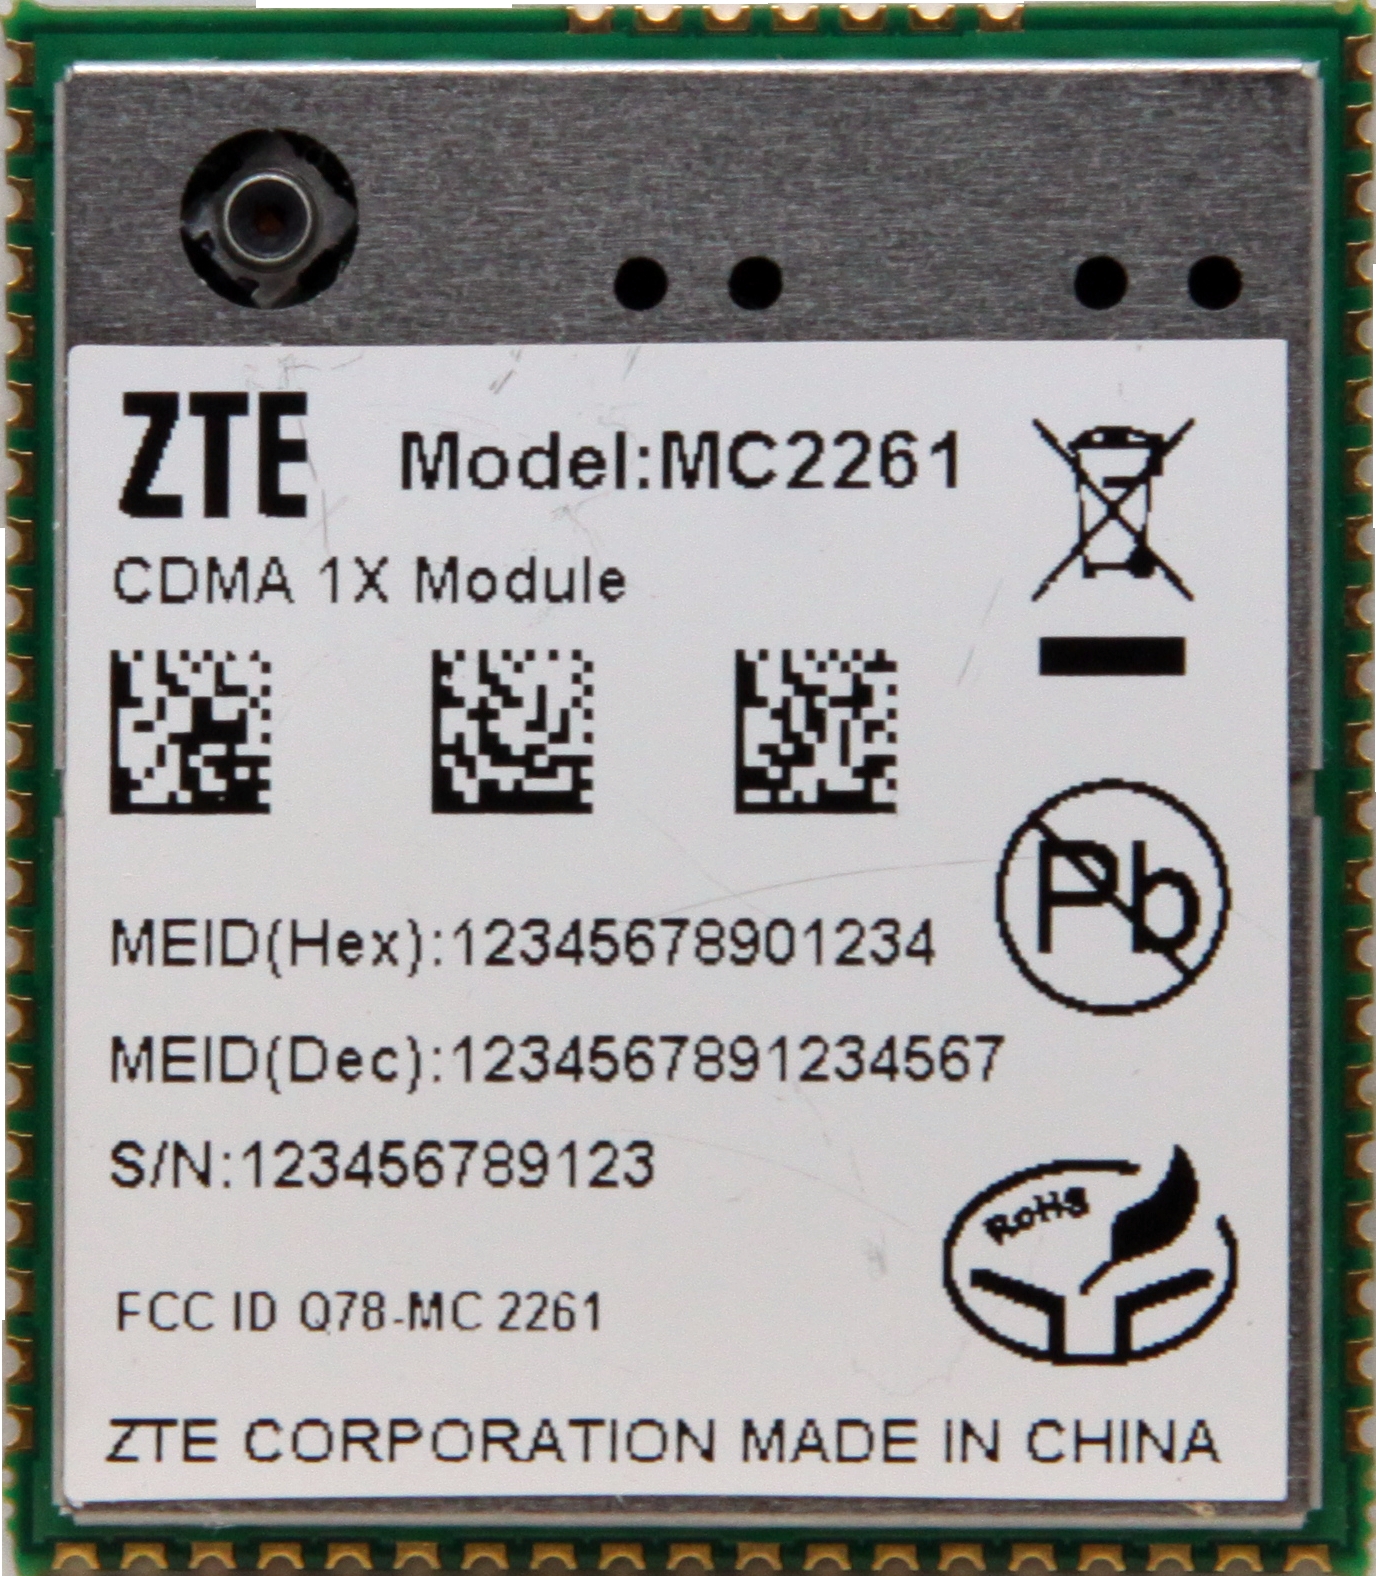 ZTE Model:MC2261
CDMA 1X Module
MEID(Hex):12345678901234
Pb
MEID(Dec):1234567891234567
S/N:123456789123
RoHS
FCC ID Q78-MC 2261
ZTE CORPORATION MADE IN CHINA